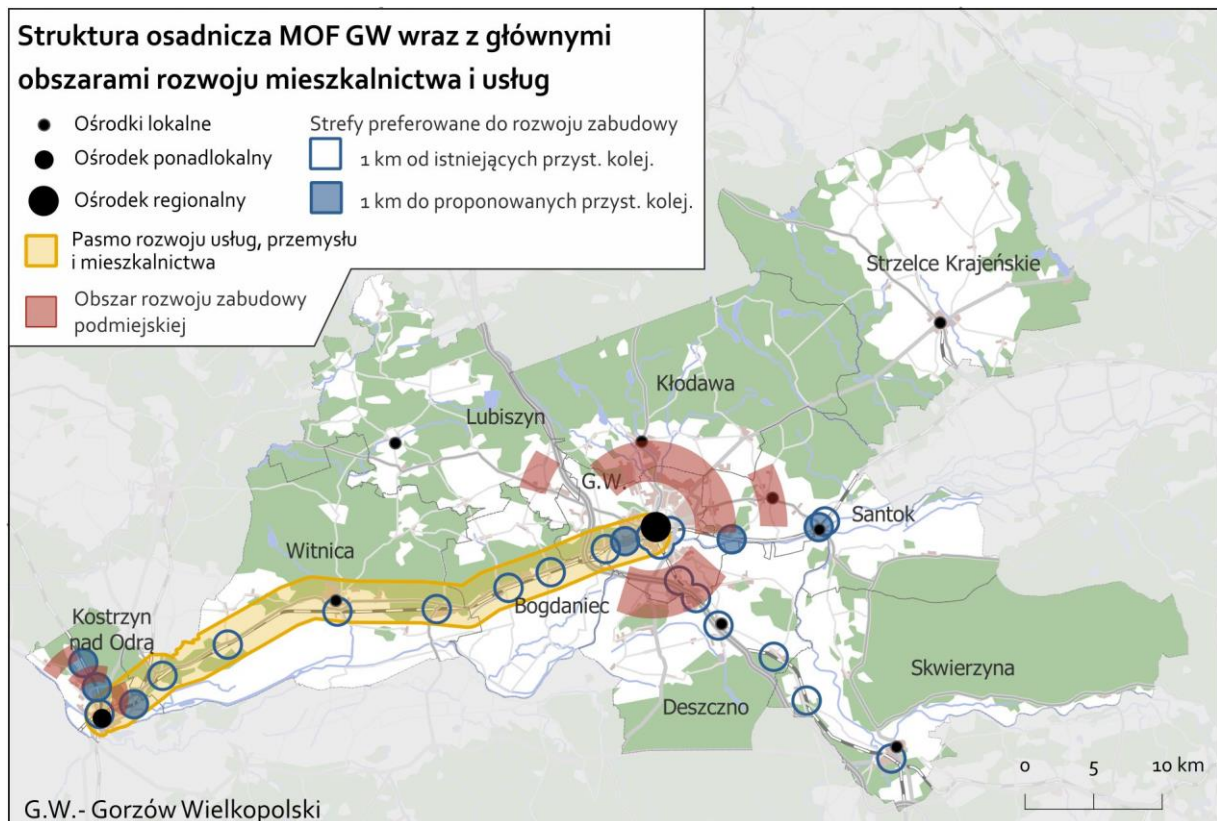 Struktura osadnicza MOF GW wraz z głównymi
obszarami rozwoju mieszkalnictwa i usług
Ośrodki lokalne
Ośrodek ponadlokalny
Ośrodek regionalny
Pasmo rozwoju usług, przemysłu
i mieszkalnictwa
Obszar rozwoju zabudowy
podmiejskiej
Strefy preferowane do rozwoju zabudowy
1 km od istniejących przyst. kolej.
1 km do proponowanych przyst. kolej.
Strzelce Krajeńskie
Kłodawa
Lubiszyn
G.W.
Santok
Witnica
Bogdaniec
Kostrzyn
nad Odrą
Skwierzyna
Deszczno
0 5 10 km
G.W.- Gorzów Wielkopolski